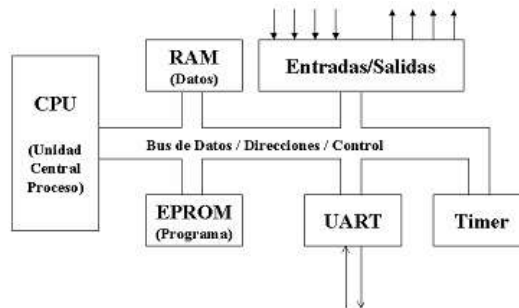 RAM
(Datos)
Entradas/Salidas
CPU
(Unidad
Central
Proceso)
Bus de Datos / Direcciones / Control
EPROM
(Programa)
UART
Timer